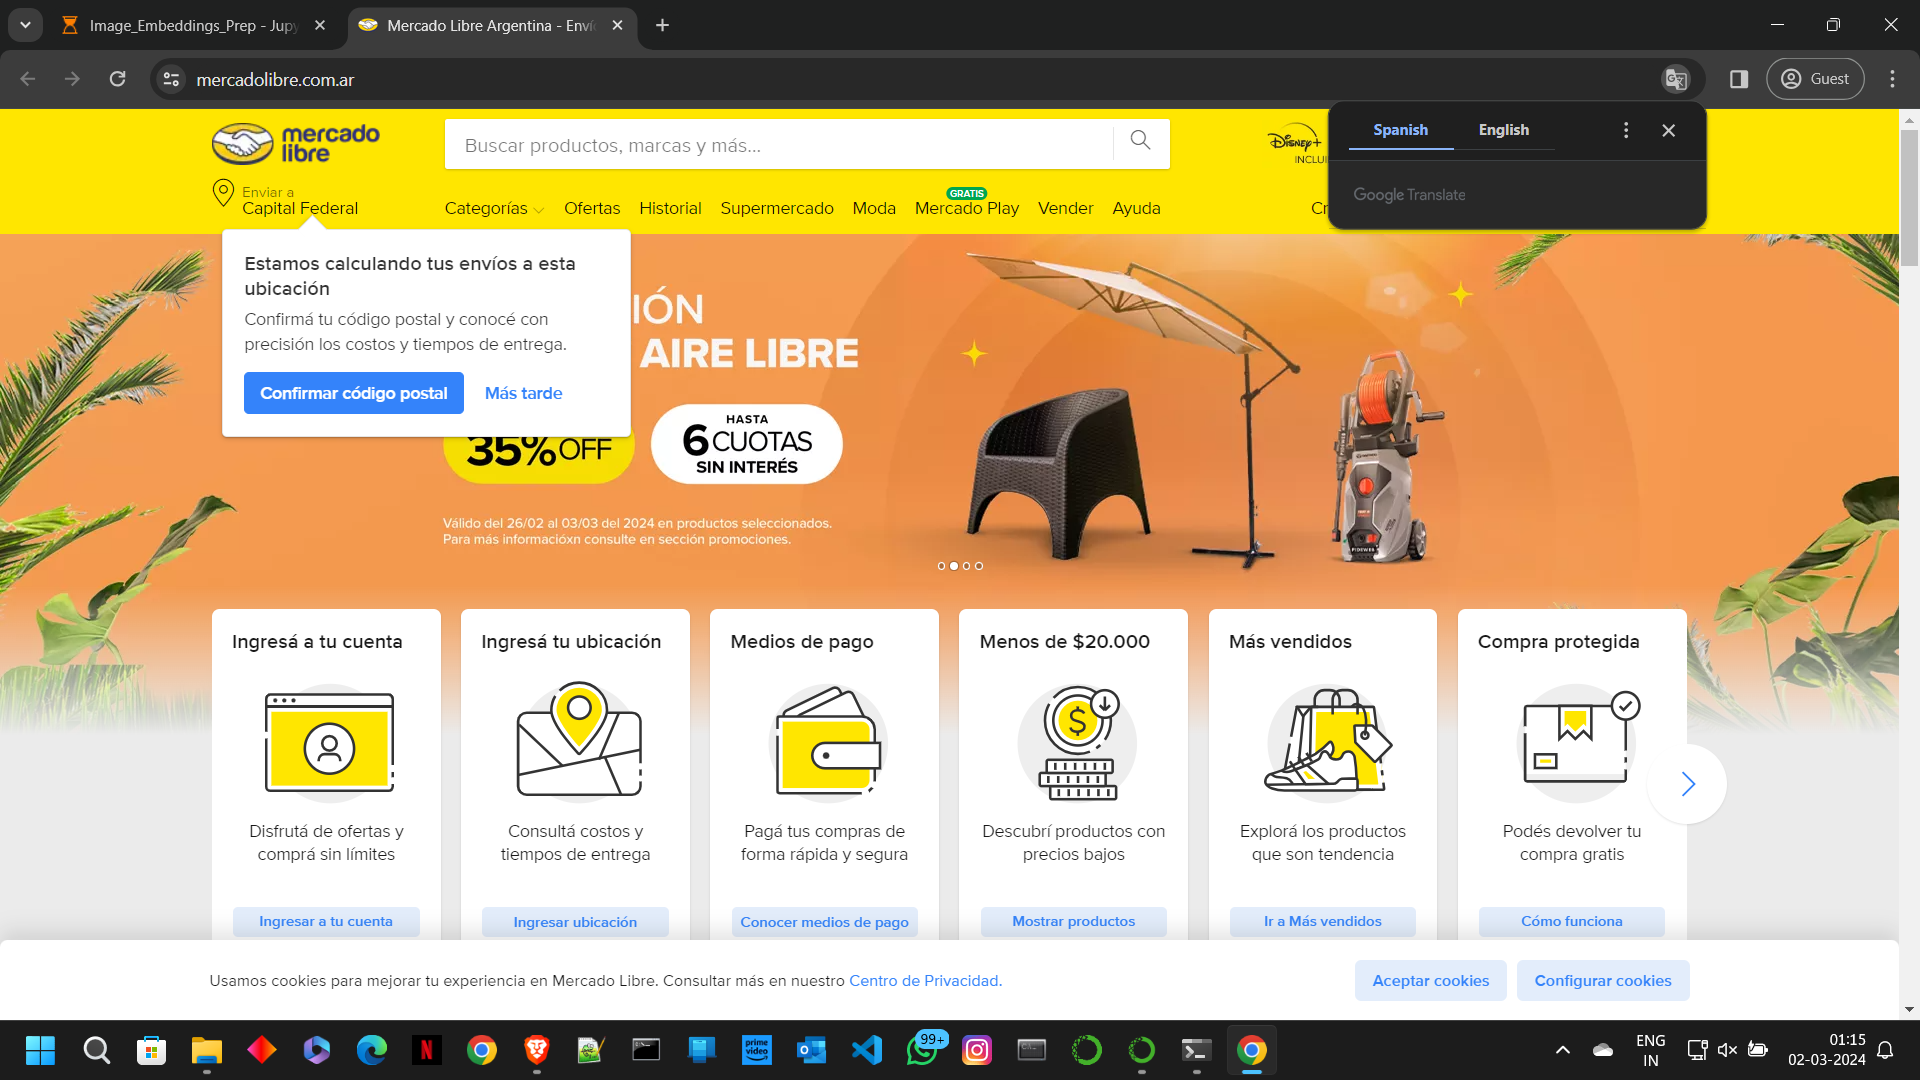 Image_Embeddings_Prep - Jupy
Mercado Libre Argentina - Enví
mercadolibre.com.ar
Guest
mercado
libre
Buscar productos, marcas y más...
Disney+
INCLUI
Spanish
English
Google Translate
Enviar a
Capital Federal
Categorías
Ofertas
Historial
Supermercado
Moda
GRATIS
Mercado Play
Vender
Ayuda
Cr
Estamos calculando tus envíos a esta
ubicación
Confirmá tu código postal y conocé con
precisión los costos y tiempos de entrega.
Confirmar código postal
Más tarde
IÓN
AIRE LIBRE
35% OFF
HASTA
6 CUOTAS
SIN INTERÉS
Válido del 26/02 al 03/03 del 2024 en productos seleccionados.
Para más informacióxn consulte en sección promociones.
Ingresá a tu cuenta
Disfrutá de ofertas y
comprá sin límites
Ingresar a tu cuenta
Ingresá tu ubicación
Consultá costos y
tiempos de entrega
Ingresar ubicación
Medios de pago
Pagá tus compras de
forma rápida y segura
Conocer medios de pago
Menos de $20.000
$
Descubrí productos con
precios bajos
Mostrar productos
Más vendidos
Explorá los productos
que son tendencia
Ir a Más vendidos
Compra protegida
Podés devolver tu
compra gratis
Cómo funciona
Usamos cookies para mejorar tu experiencia en Mercado Libre. Consultar más en nuestro Centro de Privacidad.
Aceptar cookies
Configurar cookies
prime
video
99+
ENG
IN
01:15
02-03-2024